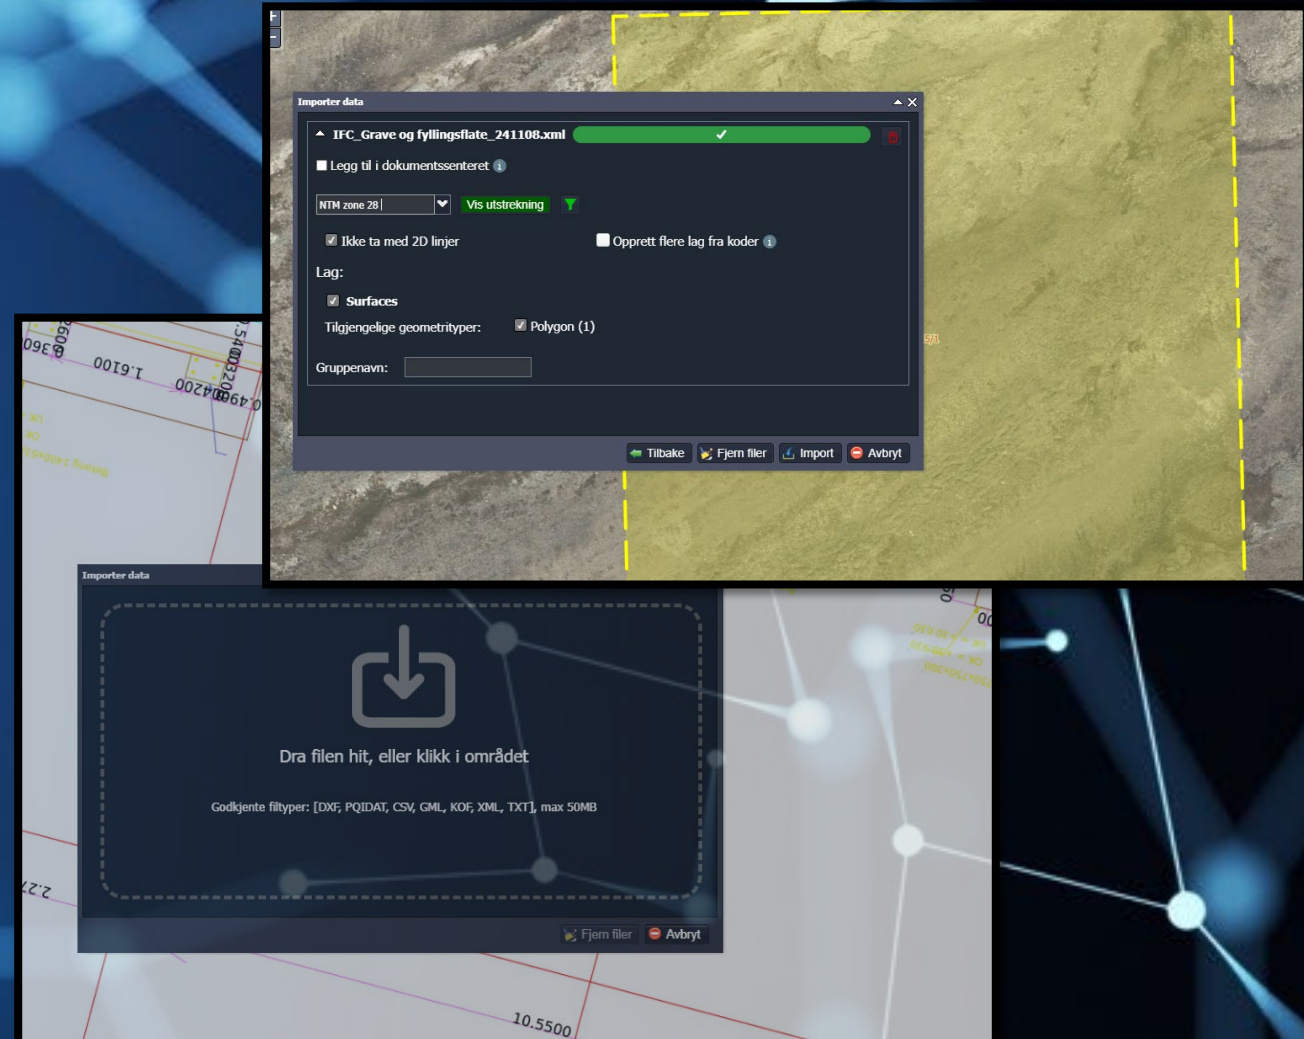 Importer data
IFC_Grave og fyllingsflate_241108.xml
Legg til i dokumentssenteret
NTM zone 28
Vis utstrekning
Ikke ta med 2D linjer
Opprett flere lag fra koder
Lag:
Surfaces
Tilgjengelige geometrityper:
Polygon (1)
Gruppenavn:
Tilbake
Fjern filer
Import
Avbryt
5/1
1.6100
Importer data
Dra filen hit, eller klikk i området
Godkjente filtyper: [DXF, PQIDAT, CSV, GML, KOF, XML, TXT], max 50MB
Fjern filer
Avbryt
10.5500